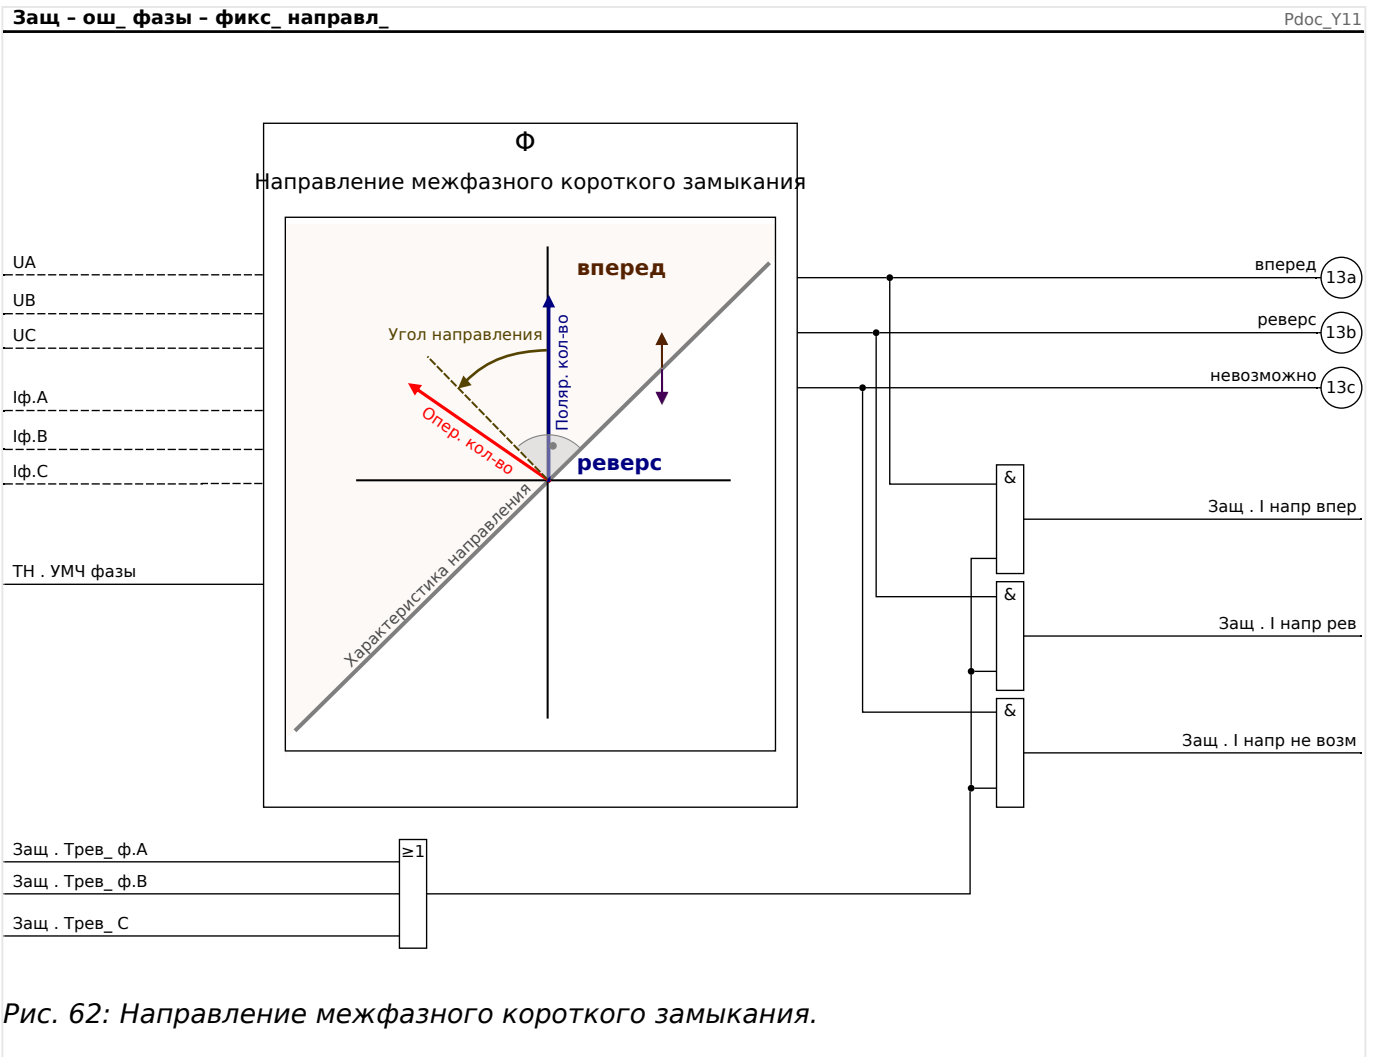 Защ – ош_ фазы – фикс_ направл_
Pdoc_Y11
Φ
Направление межфазного короткого замыкания
UA
UB
UC
Iф.A
Iф.B
Iф.C
ТН . УМЧ фазы
вперед
Угол направления
Поляр. кол-во
Опер. кол-во
реверс
Характеристика направления
вперед
13a
реверс
13b
невозможно
13c
&
Защ . I напр впер
&
Защ . I напр рев
&
Защ . I напр не возм
Защ . Трев_ ф.A
≥1
Защ . Трев_ ф.B
Защ . Трев_ C
Рис. 62: Направление межфазного короткого замыкания.